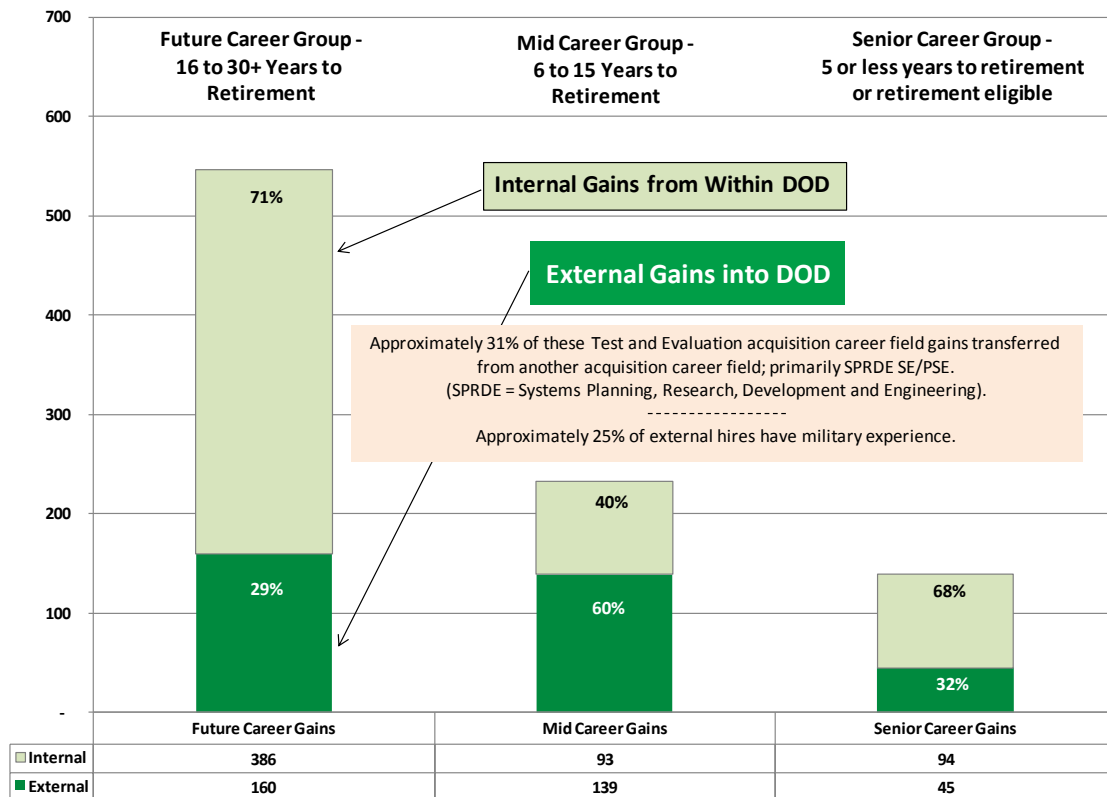 700
600
500
400
300
200
100
-
Future Career Group -
16 to 30+ Years to
Retirement
Mid Career Group -
6 to 15 Years to
Retirement
Senior Career Group -
5 or less years to retirement
or retirement eligible
Internal Gains from Within DOD
External Gains into DOD
Approximately 31% of these Test and Evaluation acquisition career field gains transferred
from another acquisition career field; primarily SPRDE SE/PSE.
(SPRDE = Systems Planning, Research, Development and Engineering).
-----------------
Approximately 25% of external hires have military experience.
71%
29%
40%
60%
68%
32%
Future Career Gains Mid Career Gains Senior Career Gains
Internal 386 93 94
External 160 139 45